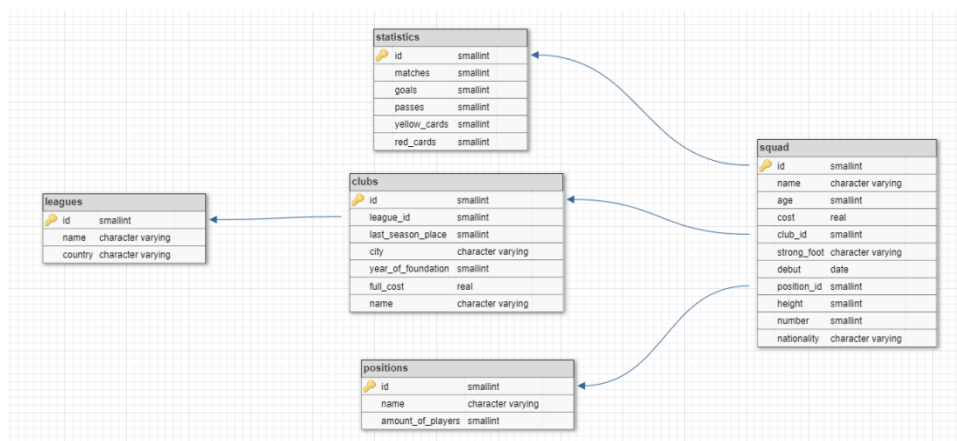 statistics
id smallint
matches smallint
goals smallint
passes smallint
yellow_cards smallint
red_cards smallint
leagues
id smallint
name character varying
country character varying
clubs
id smallint
league_id smallint
last_season_place smallint
city character varying
year_of_foundation smallint
full_cost real
name character varying
positions
id smallint
name character varying
amount_of_players smallint
squad
id smallint
name character varying
age smallint
cost real
club_id smallint
strong_foot character varying
debut date
position_id smallint
height smallint
number smallint
nationality character varying